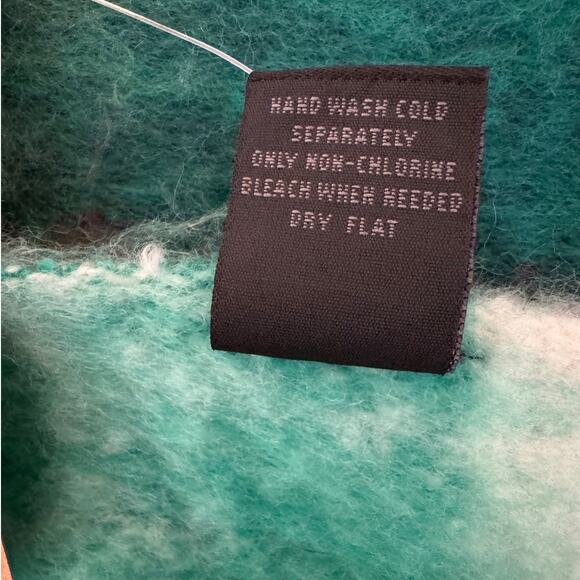 HAND WASH COLD
SEPARATELY
ONLY NON-CHLORINE
BLEACH WHEN NEEDED
DRY FLAT